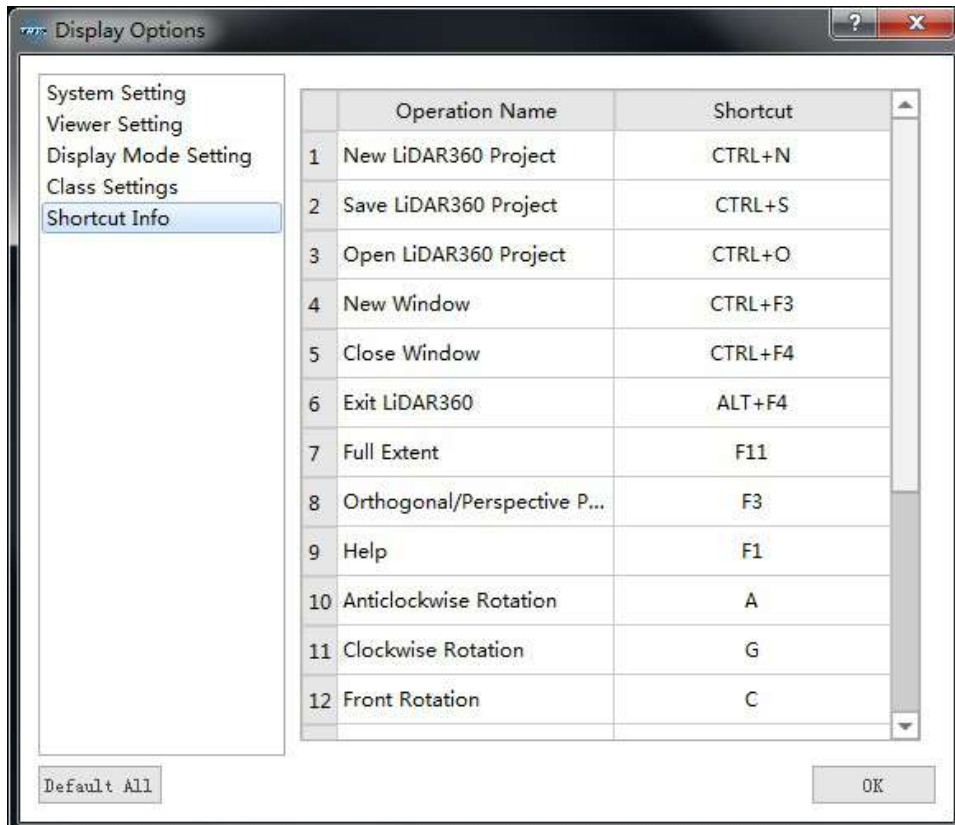 Display Options
?
X
System Setting
Viewer Setting
Display Mode Setting
Class Settings
Shortcut Info
Operation Name Shortcut
1 New LiDAR360 Project CTRL+N
2 Save LiDAR360 Project CTRL+S
3 Open LiDAR360 Project CTRL+O
4 New Window CTRL+F3
5 Close Window CTRL+F4
6 Exit LiDAR360 ALT+F4
7 Full Extent F11
8 Orthogonal/Perspective P... F3
9 Help F1
10 Anticlockwise Rotation A
11 Clockwise Rotation G
12 Front Rotation C
Default All
OK